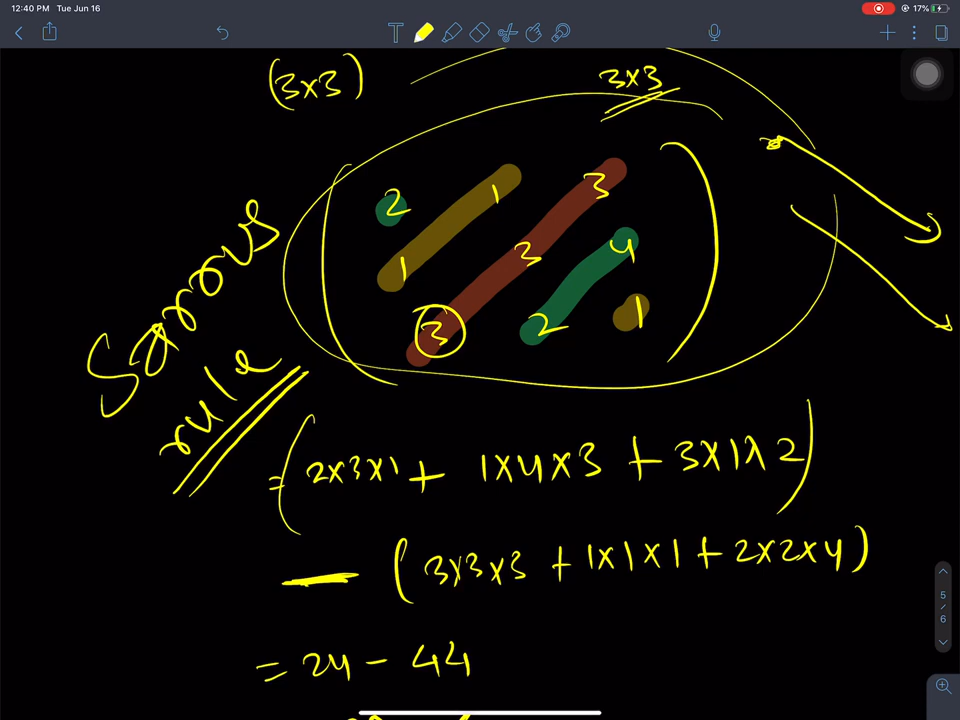 12:40 PM Tue Jun 16
17%
(3x3)
3x3
2 1 3
1 3 4
3 2 1
Sarrous
rule
= (2x3x1 + 1x4x3 + 3x1x2)
— (3x3x3 + 1x1x1 + 2x2x4)
= 24 - 44
5
/
6